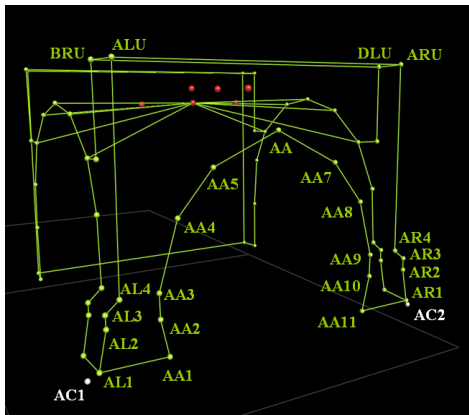 BRU ALU DLU ARU
AA
AA5 AA7
AA4 AA8
AR4
AA9 AR3
AR2
AL4 AA3 AA10 AR1
AL3 AA2 AA11 AC2
AL2
AC1 AL1 AA1